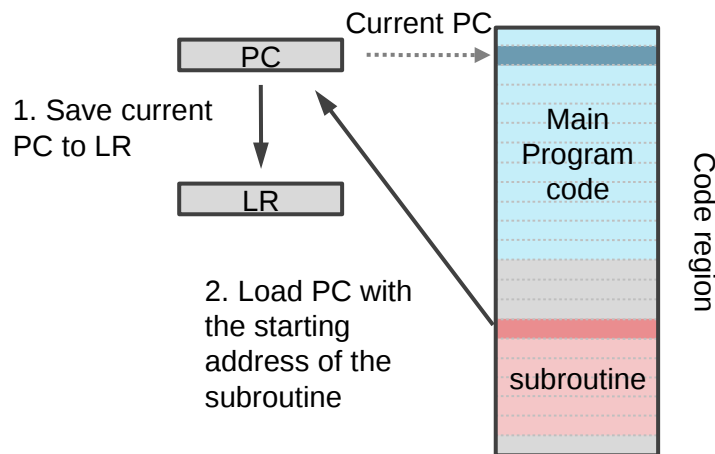 Current PC
PC
1. Save current
PC to LR
LR
Main
Program
code
Code region
2. Load PC with
the starting
address of the
subroutine
subroutine